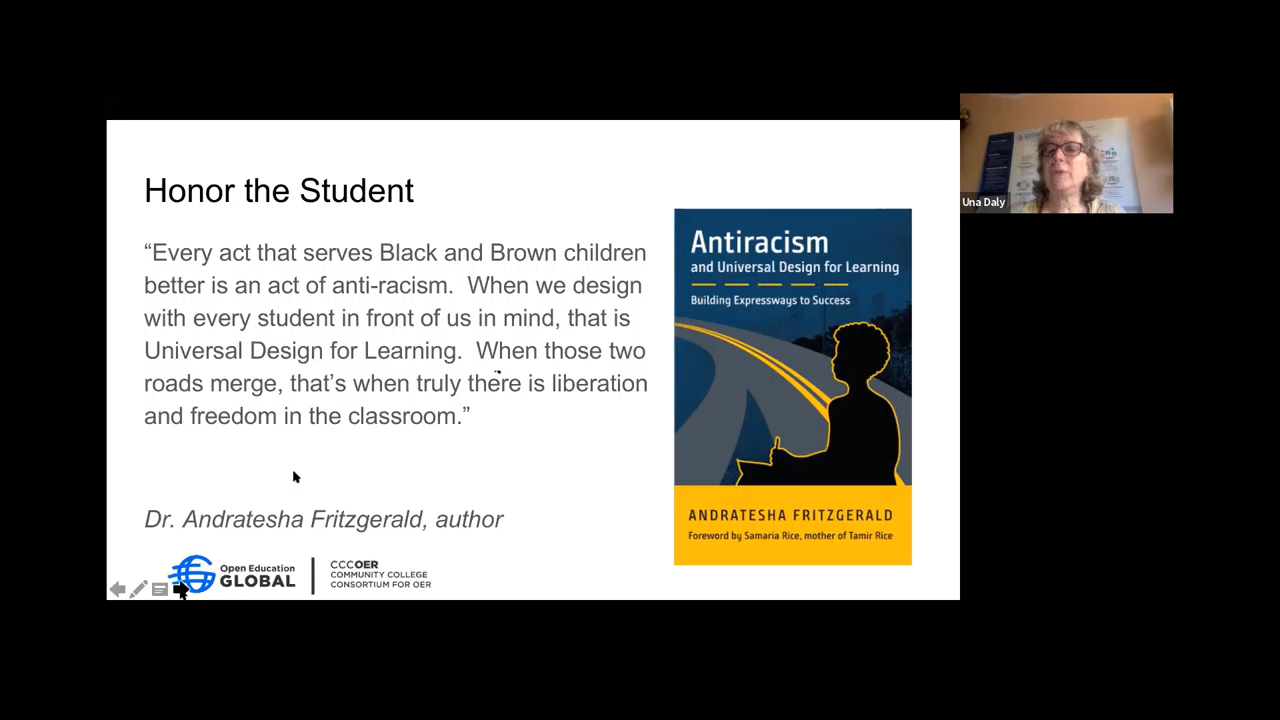 Honor the Student
“Every act that serves Black and Brown children
better is an act of anti-racism.  When we design
with every student in front of us in mind, that is
Universal Design for Learning.  When those two
roads merge, that’s when truly there is liberation
and freedom in the classroom.”
Dr. Andratesha Fritzgerald, author
Open Education
GLOBAL
CCCOER
COMMUNITY COLLEGE
CONSORTIUM FOR OER
Antiracism
and Universal Design for Learning
Building Expressways to Success
ANDRATESHA FRITZGERALD
Foreword by Samaria Rice, mother of Tamir Rice
Una Daly